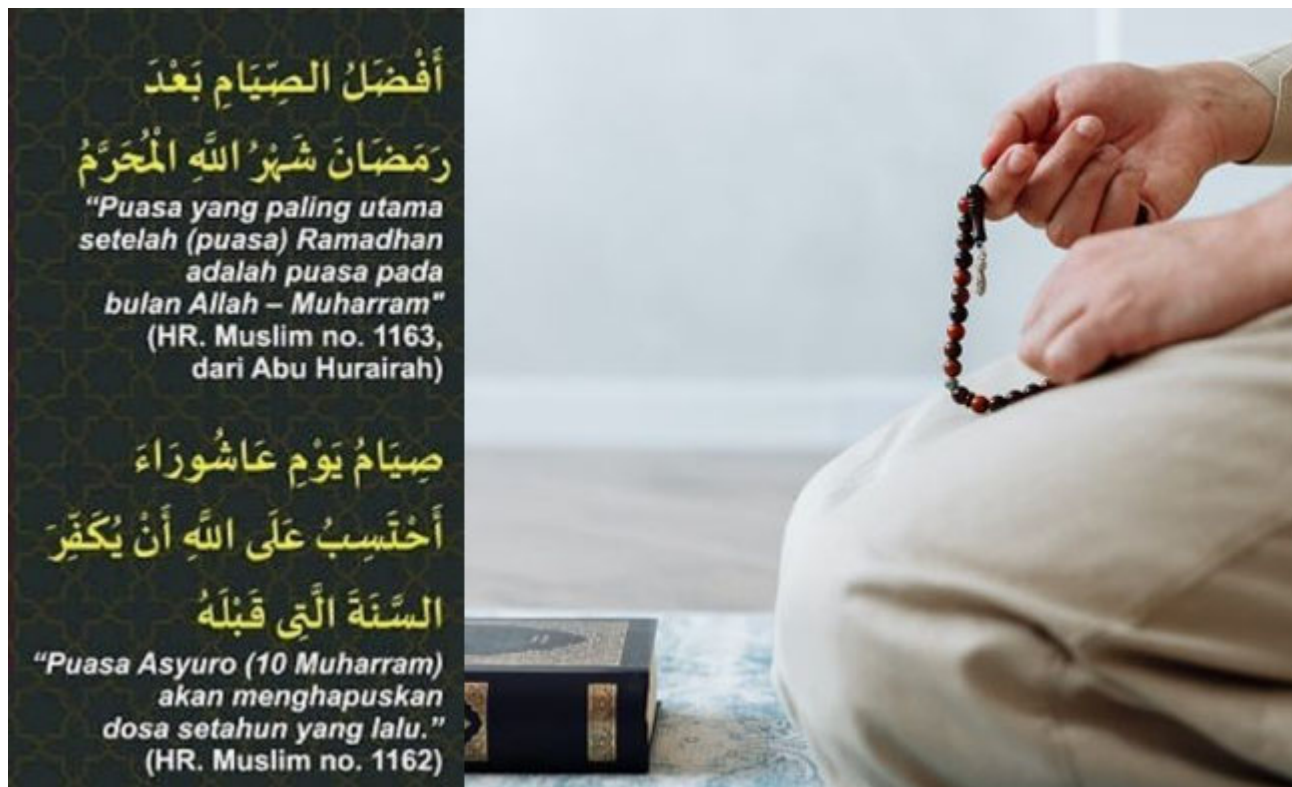 أَفْضَلُ الصِّيَامِ بَعْدَ
رَمَضَانَ شَهْرُ اللَّهِ الْمُحَرَّمُ
“Puasa yang paling utama
setelah (puasa) Ramadhan
adalah puasa pada
bulan Allah – Muharram"
(HR. Muslim no. 1163,
dari Abu Hurairah)
صِيَامُ يَوْمِ عَاشُورَاءَ
أَحْتَسِبُ عَلَى اللَّهِ أَنْ يُكَفِّرَ
السَّنَةَ الَّتِى قَبْلَهُ
“Puasa Asyuro (10 Muharram)
akan menghapuskan
dosa setahun yang lalu.”
(HR. Muslim no. 1162)